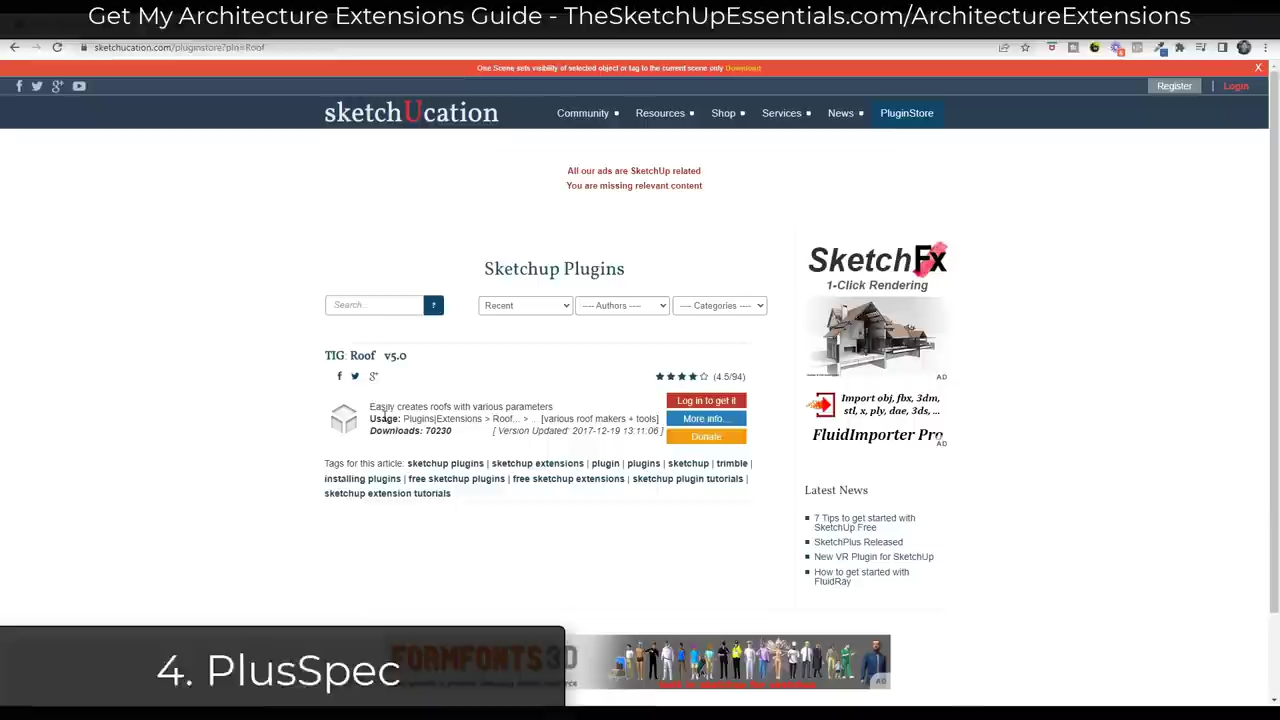 Get My Architecture Extensions Guide - TheSketchUpEssentials.com/ArchitectureExtensions
sketchucation.com/pluginstore?pln=Roof
One Scene sets visibility of selected object or tag to the current scene only Download
X
Register | Login
sketchUcation
Community Resources Shop Services News PluginStore
All our ads are SketchUp related
You are missing relevant content
Sketchup Plugins
Search...
Recent
---- Authors ----
---- Categories ----
TIG: Roof v5.0
(4.5/94)
Easily creates roofs with various parameters
Usage: Plugins|Extensions > Roof... > .. [various roof makers + tools]
Downloads: 70230 [ Version Updated: 2017-12-19 13:11:06 ]
Log in to get it
More info...
Donate
Tags for this article: sketchup plugins | sketchup extensions | plugin | plugins | sketchup | trimble |
installing plugins | free sketchup plugins | free sketchup extensions | sketchup plugin tutorials |
sketchup extension tutorials
SketchFx
1-Click Rendering
AD
Import obj, fbx, 3dm,
stl, x, ply, dae, 3ds, ...
FluidImporter Pro
AD
Latest News
7 Tips to get started with
SketchUp Free
SketchPlus Released
New VR Plugin for SketchUp
How to get started with
FluidRay
FORMFONTS3D
AD
4. PlusSpec